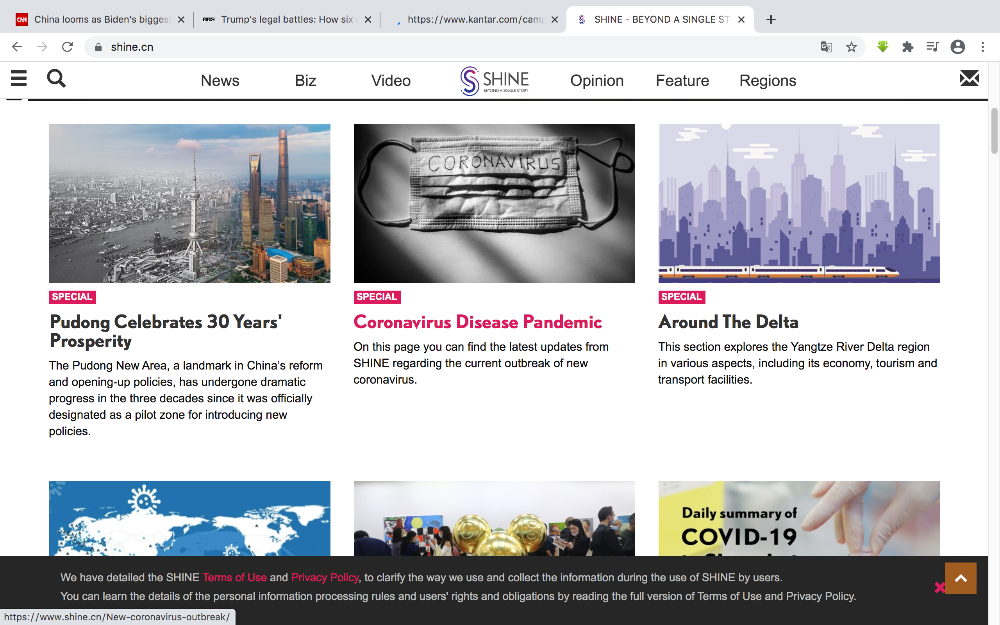 China looms as Biden's biggest
Trump's legal battles: How six
https://www.kantar.com/camp
SHINE - BEYOND A SINGLE ST
shine.cn
News
Biz
Video
SHINE
BEYOND A SINGLE STORY
Opinion
Feature
Regions
CORONAVIRUS
SPECIAL
Pudong Celebrates 30 Years'
Prosperity
The Pudong New Area, a landmark in China’s reform
and opening-up policies, has undergone dramatic
progress in the three decades since it was officially
designated as a pilot zone for introducing new
policies.
SPECIAL
Coronavirus Disease Pandemic
On this page you can find the latest updates from
SHINE regarding the current outbreak of new
coronavirus.
SPECIAL
Around The Delta
This section explores the Yangtze River Delta region
in various aspects, including its economy, tourism and
transport facilities.
Daily summary of
COVID-19
We have detailed the SHINE Terms of Use and Privacy Policy, to clarify the way we use and collect the information during the use of SHINE by users.
You can learn the details of the personal information processing rules and users' rights and obligations by reading the full version of Terms of Use and Privacy Policy.
https://www.shine.cn/New-coronavirus-outbreak/